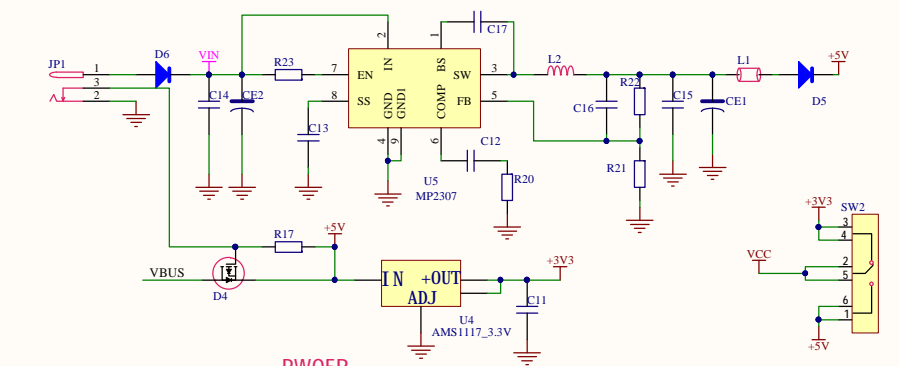 JP1
1
3
2
D6
VIN
C14
CE2
R23
7
8
EN
SS
2
IN
BS
1
C17
SW
FB
3
5
GND
GND1
COMP
4
9
6
U5
MP2307
C13
C12
R20
L2
C16
R22
R21
C15
CE1
L1
D5
+5V
VBUS
D4
R17
+5V
IN
+OUT
ADJ
U4
AMS1117_3.3V
+3V3
C11
SW2
+3V3
3
4
VCC
2
5
6
1
+5V